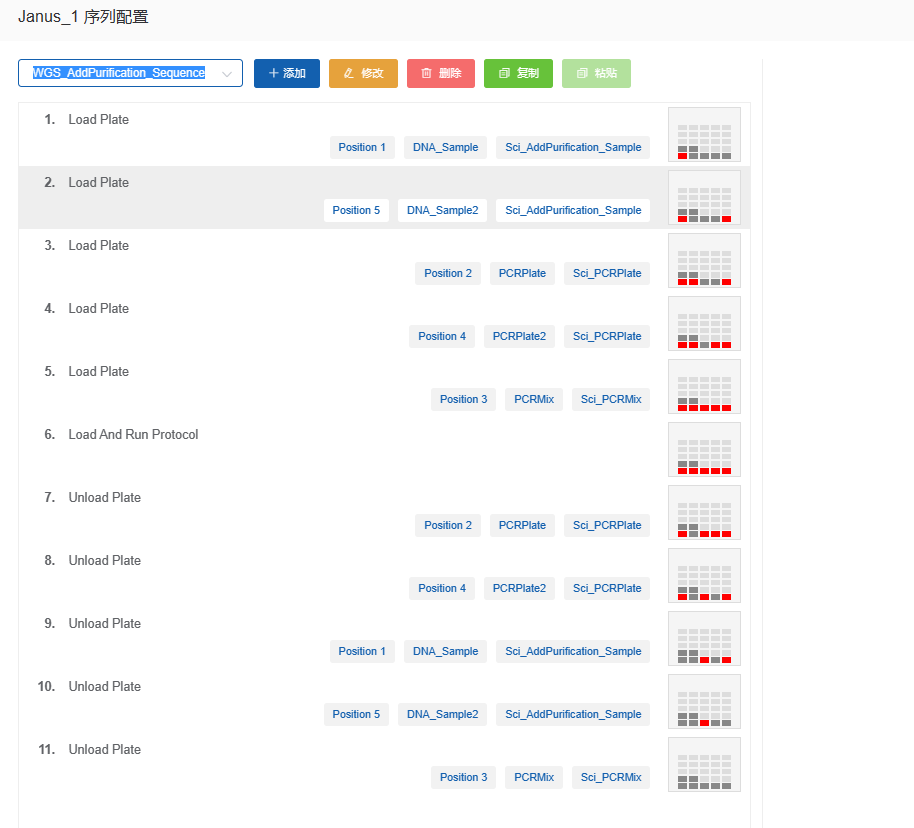 Janus_1 序列配置
WGS_AddPurification_Sequence 添加 修改 删除 复制 粘贴
1. Load Plate
Position 1 DNA_Sample Sci_AddPurification_Sample
2. Load Plate
Position 5 DNA_Sample2 Sci_AddPurification_Sample
3. Load Plate
Position 2 PCRPlate Sci_PCRPlate
4. Load Plate
Position 4 PCRPlate2 Sci_PCRPlate
5. Load Plate
Position 3 PCRMix Sci_PCRMix
6. Load And Run Protocol
7. Unload Plate
Position 2 PCRPlate Sci_PCRPlate
8. Unload Plate
Position 4 PCRPlate2 Sci_PCRPlate
9. Unload Plate
Position 1 DNA_Sample Sci_AddPurification_Sample
10. Unload Plate
Position 5 DNA_Sample2 Sci_AddPurification_Sample
11. Unload Plate
Position 3 PCRMix Sci_PCRMix